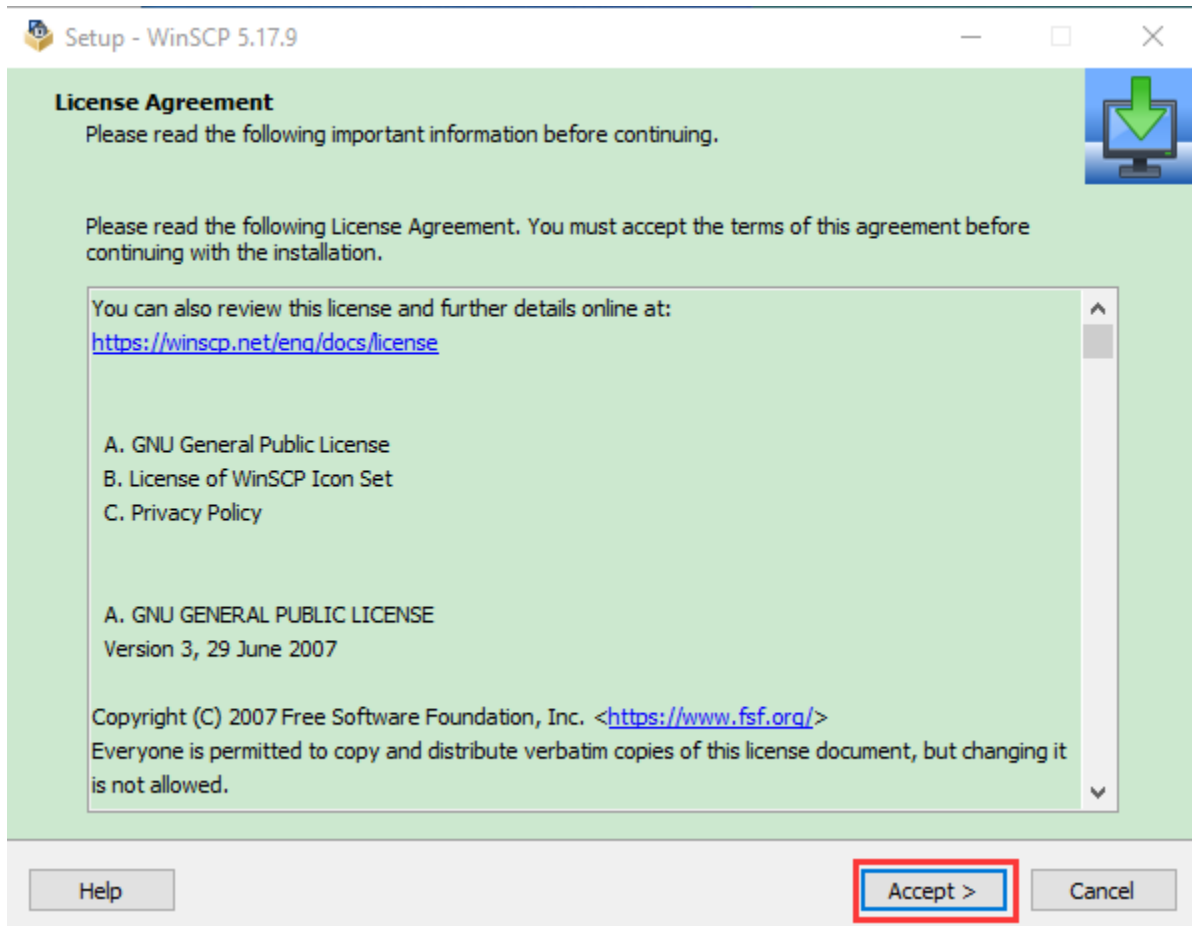 Setup - WinSCP 5.17.9
License Agreement
Please read the following important information before continuing.
Please read the following License Agreement. You must accept the terms of this agreement before
continuing with the installation.
You can also review this license and further details online at:
https://winscp.net/eng/docs/license
A. GNU General Public License
B. License of WinSCP Icon Set
C. Privacy Policy
A. GNU GENERAL PUBLIC LICENSE
Version 3, 29 June 2007
Copyright (C) 2007 Free Software Foundation, Inc. <https://www.fsf.org/>
Everyone is permitted to copy and distribute verbatim copies of this license document, but changing it
is not allowed.
Help
Accept >
Cancel